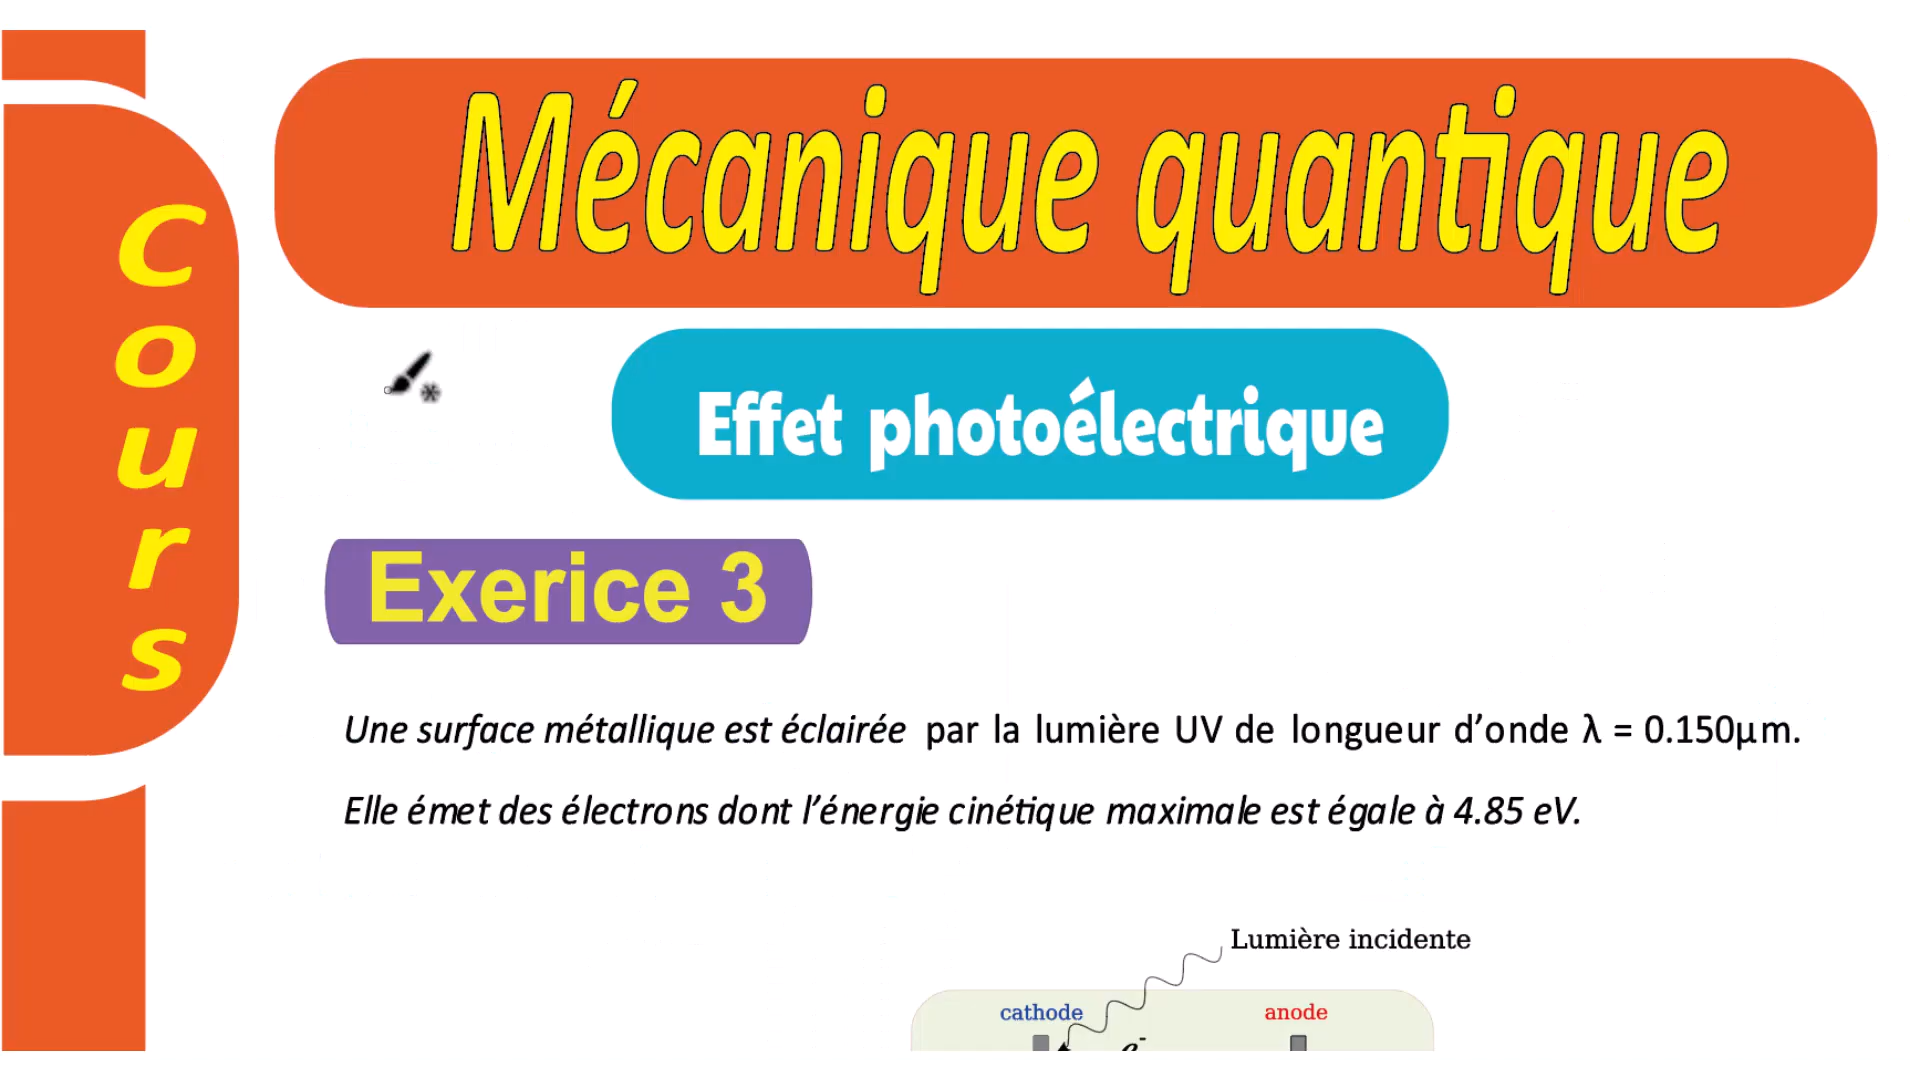 Cours
Mécanique quantique
Effet photoélectrique
Exerice 3
Une surface métallique est éclairée par la lumière UV de longueur d’onde λ = 0.150µm.
Elle émet des électrons dont l’énergie cinétique maximale est égale à 4.85 eV.
Lumière incidente
cathode anode
e-